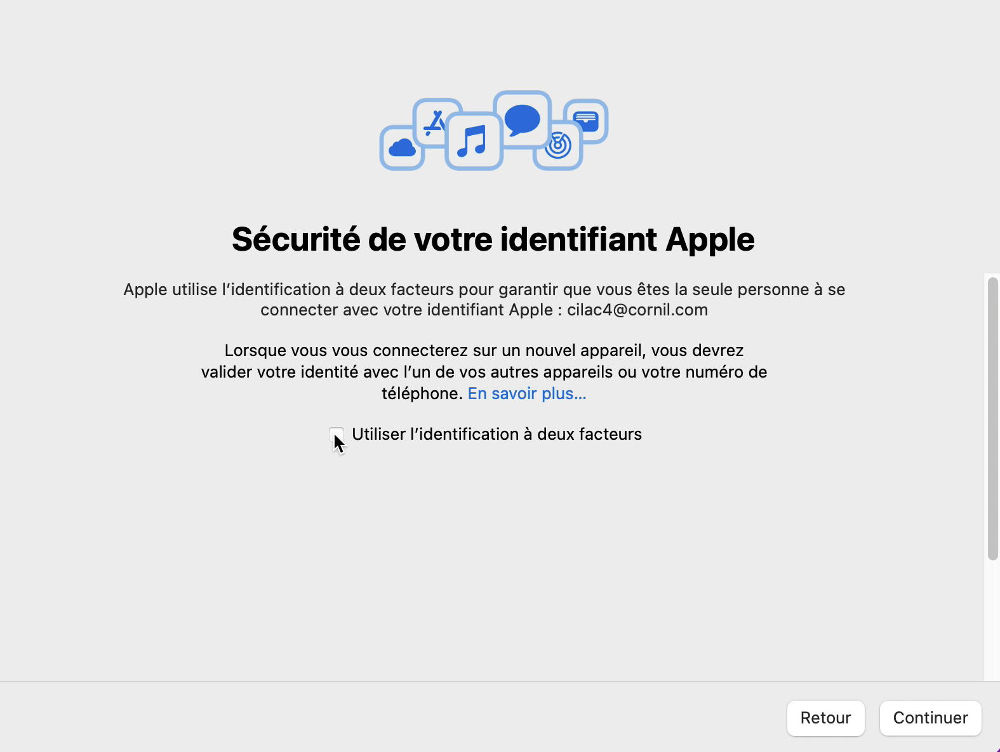 Sécurité de votre identifiant Apple
Apple utilise l’identification à deux facteurs pour garantir que vous êtes la seule personne à se
connecter avec votre identifiant Apple : cilac4@cornil.com
Lorsque vous vous connecterez sur un nouvel appareil, vous devrez
valider votre identité avec l’un de vos autres appareils ou votre numéro de
téléphone. En savoir plus...
Utiliser l’identification à deux facteurs
Retour
Continuer